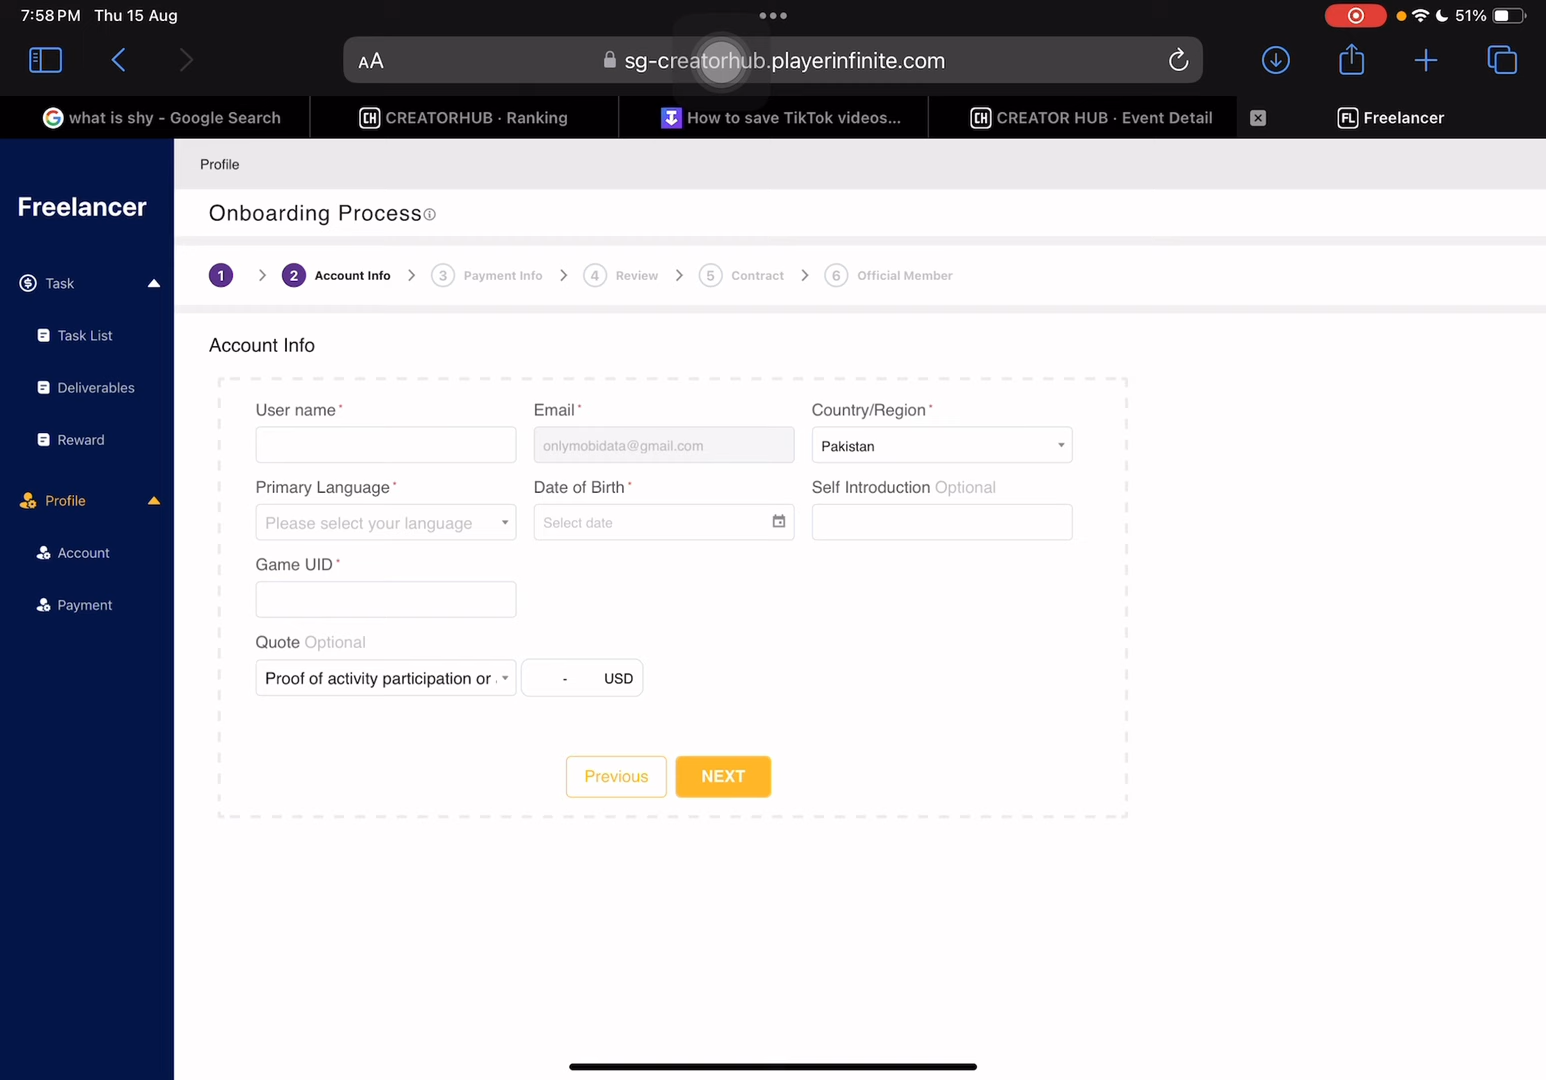 7:58 PM Thu 15 Aug
51%
AA
sg-creatorhub.playerinfinite.com
what is shy - Google Search
CH CREATORHUB · Ranking
How to save TikTok videos...
CH CREATOR HUB · Event Detail
FL Freelancer
Profile
Freelancer
Onboarding Process
1
2 Account Info
3 Payment Info
4 Review
5 Contract
6 Official Member
Task
Task List
Deliverables
Reward
Profile
Account
Payment
Account Info
User name*
Email*
Country/Region*
onlymobidata@gmail.com
Pakistan
Primary Language*
Date of Birth*
Self Introduction Optional
Please select your language
Select date
Game UID*
Quote Optional
Proof of activity participation or
- USD
Previous
NEXT